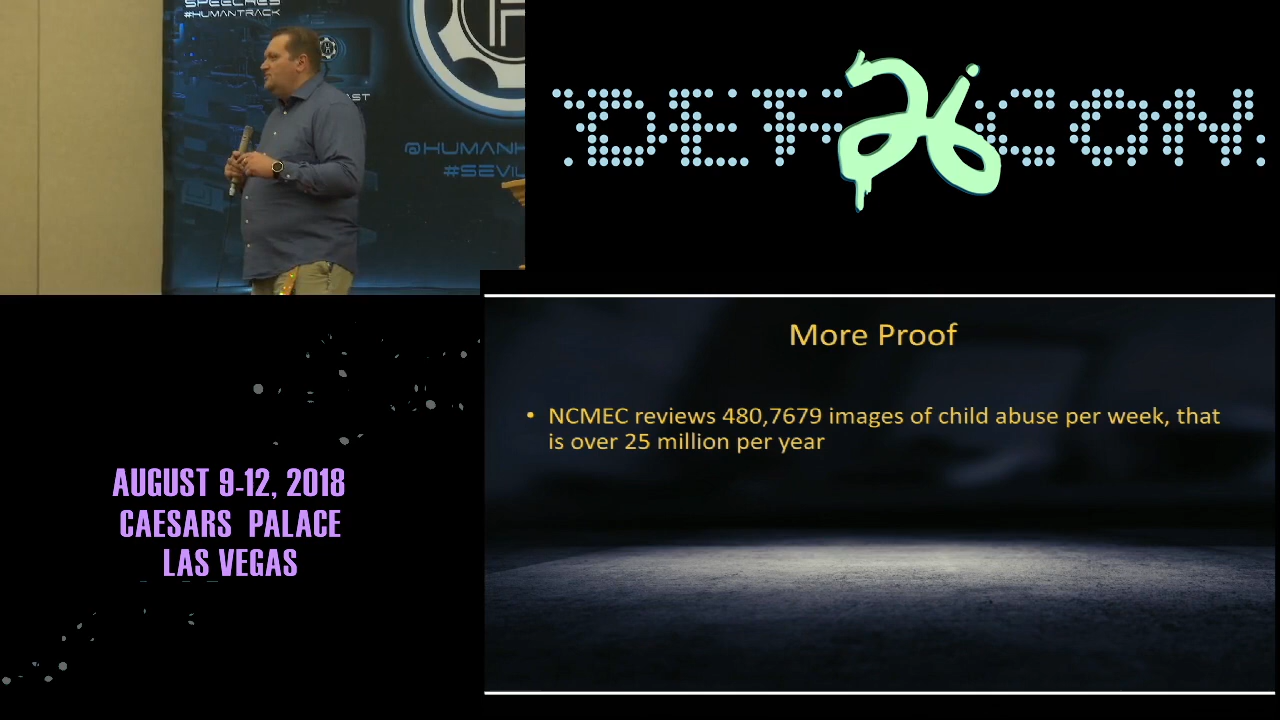 SPEECHES
#HUMANTRACK
@HUMANH
#SEVIL
DEF 26 CON
More Proof
• NCMEC reviews 480,7679 images of child abuse per week, that
is over 25 million per year
AUGUST 9-12, 2018
CAESARS PALACE
LAS VEGAS